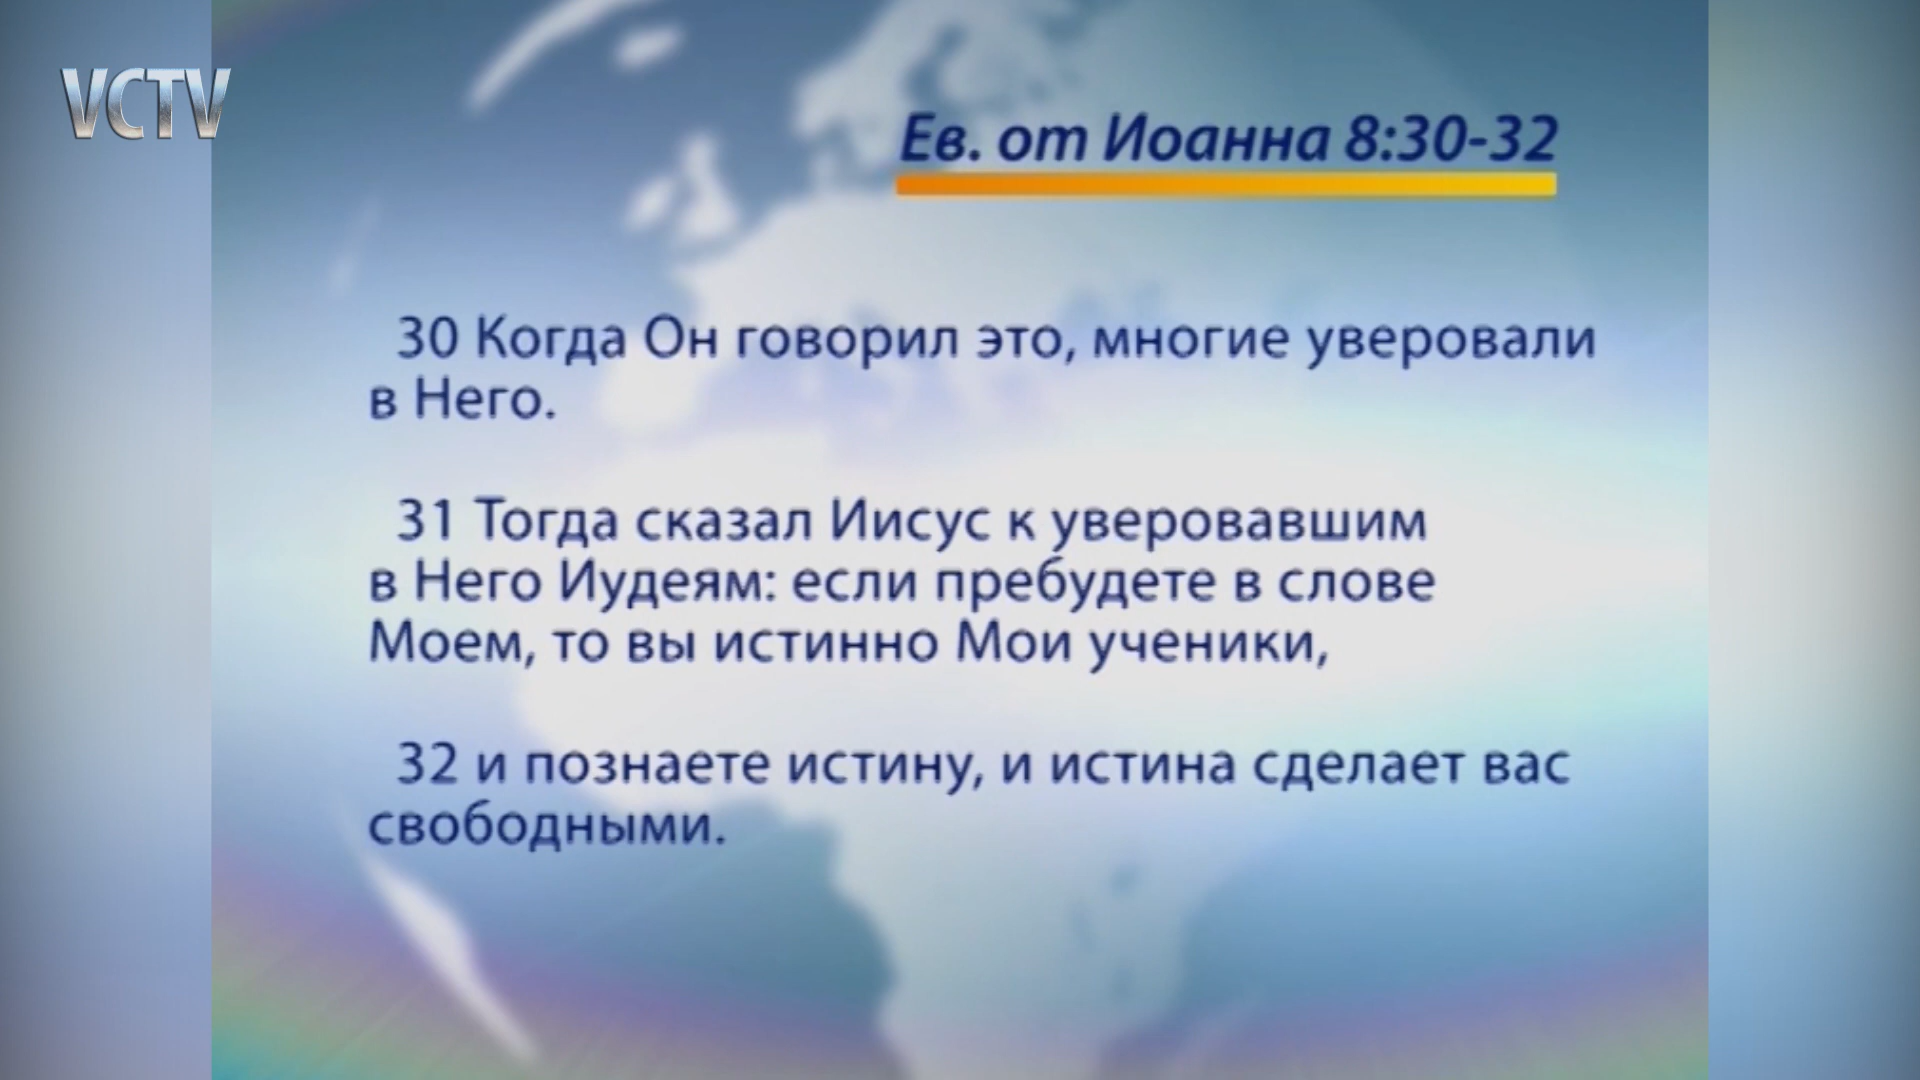 VCTV
Ев. от Иоанна 8:30-32
30 Когда Он говорил это, многие уверовали
в Него.
31 Тогда сказал Иисус к уверовавшим
в Него Иудеям: если пребудете в слове
Моем, то вы истинно Мои ученики,
32 и познаете истину, и истина сделает вас
свободными.